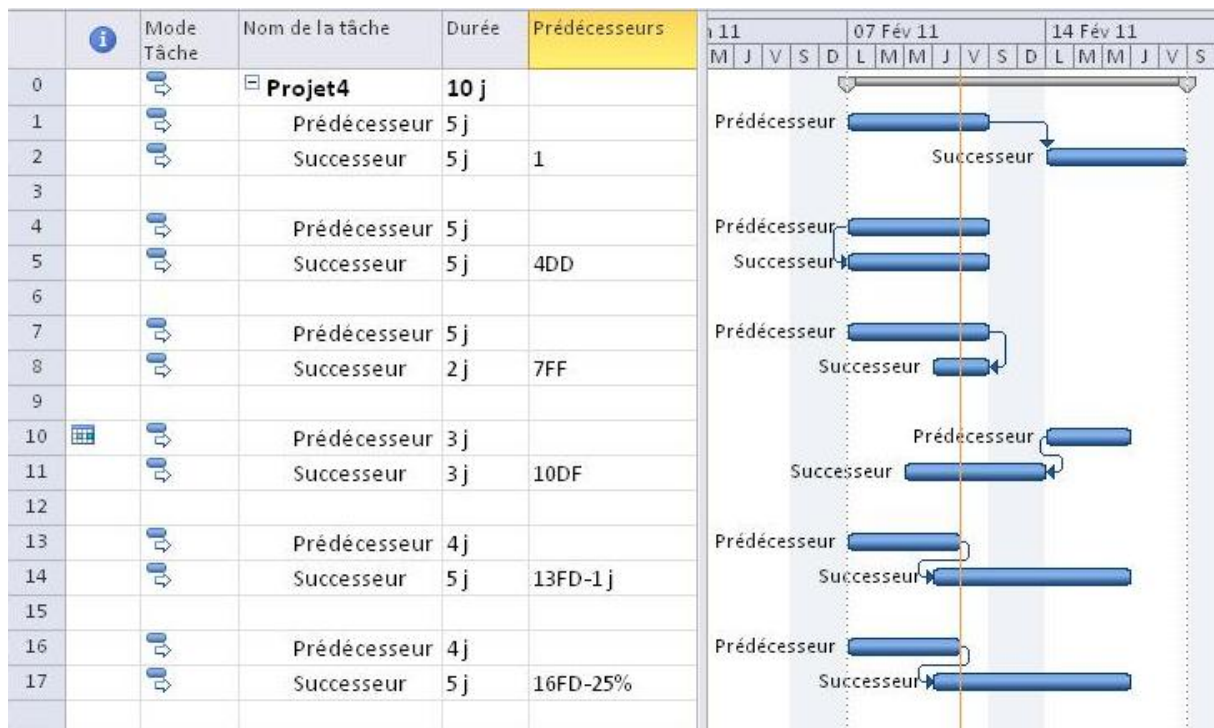 Mode Tâche Nom de la tâche Durée Prédécesseurs 11 07 Fév 11 14 Fév 11
M J V S D L M M J V S D L M M J V S
0 Projet4 10 j
1 Prédécesseur 5 j Prédécesseur
2 Successeur 5 j 1 Successeur
3
4 Prédécesseur 5 j Prédécesseur
5 Successeur 5 j 4DD Successeur
6
7 Prédécesseur 5 j Prédécesseur
8 Successeur 2 j 7FF Successeur
9
10 Prédécesseur 3 j Prédécesseur
11 Successeur 3 j 10DF Successeur
12
13 Prédécesseur 4 j Prédécesseur
14 Successeur 5 j 13FD-1 j Successeur
15
16 Prédécesseur 4 j Prédécesseur
17 Successeur 5 j 16FD-25% Successeur